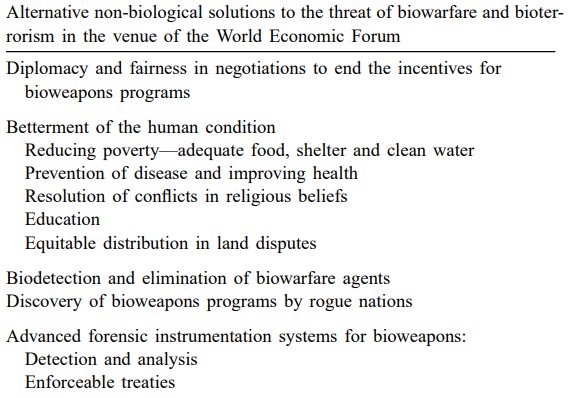 Alternative non-biological solutions to the threat of biowarfare and bioter-
rorism in the venue of the World Economic Forum
Diplomacy and fairness in negotiations to end the incentives for
bioweapons programs
Betterment of the human condition
Reducing poverty—adequate food, shelter and clean water
Prevention of disease and improving health
Resolution of conflicts in religious beliefs
Education
Equitable distribution in land disputes
Biodetection and elimination of biowarfare agents
Discovery of bioweapons programs by rogue nations
Advanced forensic instrumentation systems for bioweapons:
Detection and analysis
Enforceable treaties